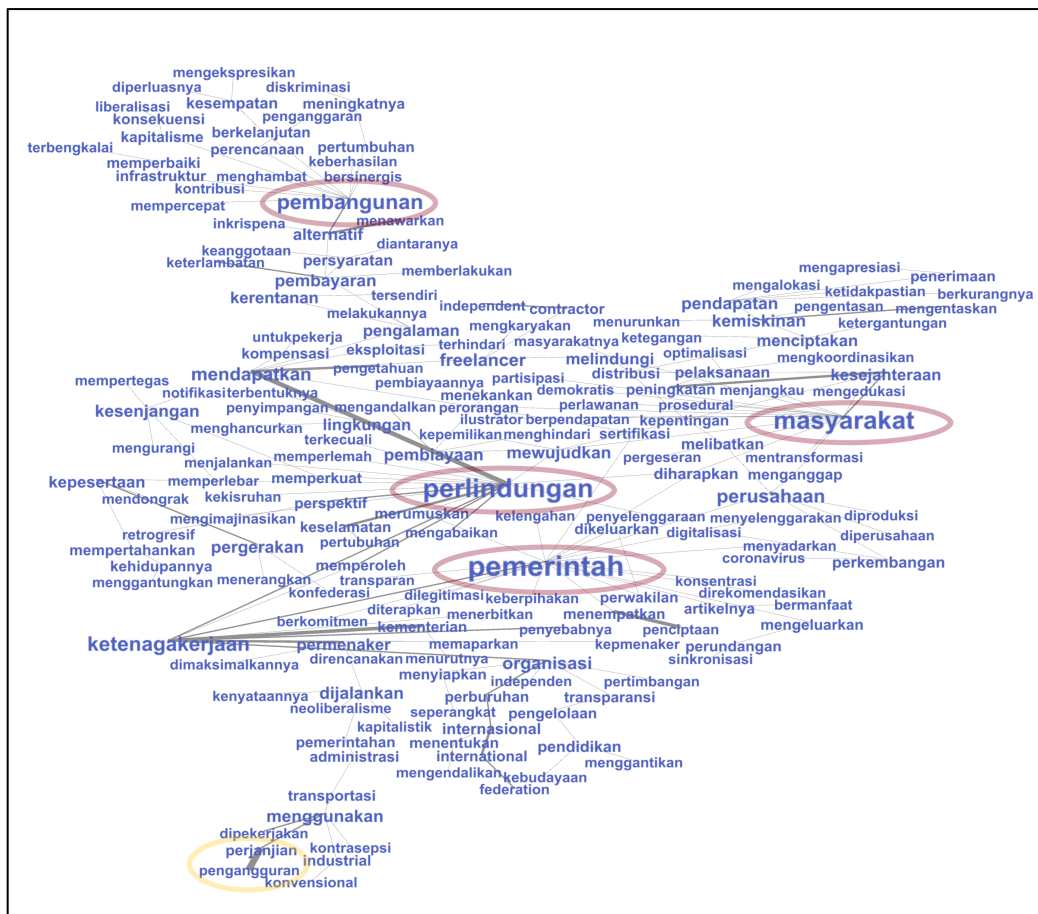 mengekspresikan
diperluasnya diskriminasi
liberalisasi kesempatan meningkatnya
konsekuensi penganggaran
kapitalisme berkelanjutan
terbengkalai perencanaan pertumbuhan
memperbaiki keberhasilan
infrastruktur menghambat bersinergis
kontribusi
mempercepat pembangunan
inkrispena menawarkan
alternatif
keanggotaan diantaranya
keterlambatan persyaratan
pembayaran memberlakukan
kerentanan tersendiri
melakukannya independent contractor
mengapresiasi
mengalokasi penerimaan
ketidakpastian berkurangnya
pendapatan pengentasan mengentaskan
kemiskinan ketergantungan
untukpekerja pengalaman mengkaryakan menurunkan
kompensasi eksploitasi terhindari masyarakatnya ketegangan menciptakan
pengetahuan freelancer melindungi optimalisasi mengkoordinasikan
mendapatkan distribusi pelaksanaan kesejahteraan
mempertegas pembiayaannya partisipasi
notifikasiterbentuknya menekankan demokratis peningkatan menjangkau mengedukasi
kesenjangan penyimpangan mengandalkan perorangan perlawanan prosedural
menghancurkan lingkungan ilustrator berpendapatan kepentingan masyarakat
terkecuali kepemilikan menghindari sertifikasi
mengurangi melibatkan
menjalankan memperlemah pembiayaan mewujudkan pergeseran mentransformasi
kepesertaan memperlebar memperkuat diharapkan menganggap
mendongrak kekisruhan perspektif perlindungan perusahaan
mengimajinasikan merumuskan kelengahan penyelenggaraan menyelenggarakan diproduksi
retrogresif keselamatan mengabaikan dikeluarkan digitalisasi diperusahaan
mempertahankan pergerakan pertubuhan menyadarkan
kehidupannya memperoleh pemerintah coronavirus perkembangan
menggantungkan menerangkan transparan konsentrasi
konfederasi dilegitimasi keberpihakan perwakilan direkomendasikan
diterapkan menerbitkan menempatkan artikelnya bermanfaat
berkomitmen kementerian penyebabnya penciptaan mengeluarkan
ketenagakerjaan permenaker memaparkan kepmenaker perundangan
dimaksimalkannya direncanakan menurutnya organisasi sinkronisasi
menyiapkan independen pertimbangan
kenyataannya dijalankan perburuhan transparansi
neoliberalisme seperangkat pengelolaan
kapitalistik internasional
pemerintahan menentukan pendidikan
administrasi international menggantikan
mengendalikan kebudayaan
federation
transportasi
menggunakan
dipekerjakan
perjanjian kontrasepsi
industrial
pengangguran
konvensional